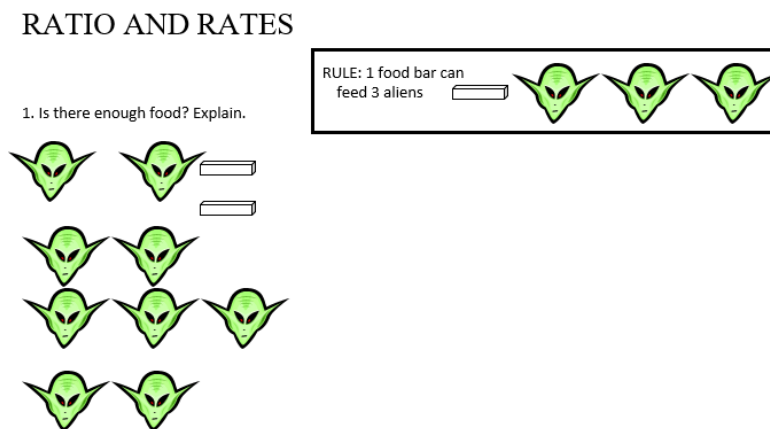 RATIO AND RATES
RULE: 1 food bar can
feed 3 aliens
1. Is there enough food? Explain.